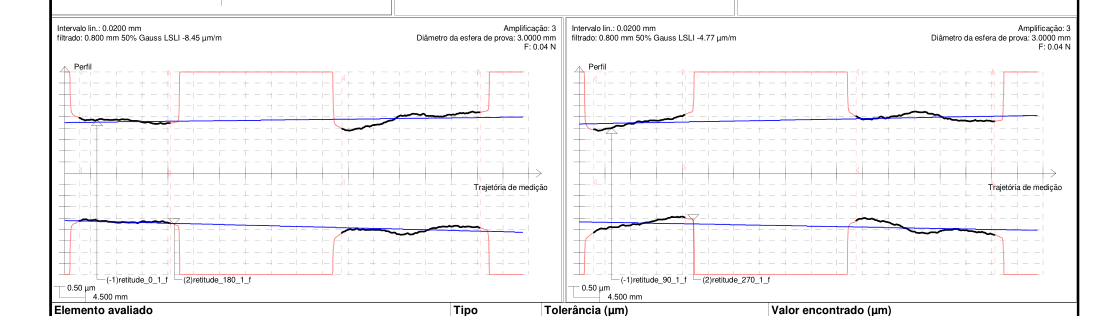 Intervalo lin.: 0.0200 mm
filtrado: 0.800 mm 50% Gauss LSLI -8.45 µm/m
Amplificação: 3
Diâmetro da esfera de prova: 3.0000 mm
F: 0.04 N
Perfil
Trajetória de medição
(-1)retitude_0_1_f
(2)retitude_180_1_f
0.50 µm
4.500 mm
Intervalo lin.: 0.0200 mm
filtrado: 0.800 mm 50% Gauss LSLI -4.77 µm/m
Amplificação: 3
Diâmetro da esfera de prova: 3.0000 mm
F: 0.04 N
Perfil
Trajetória de medição
(-1)retitude_90_1_f
(2)retitude_270_1_f
0.50 µm
4.500 mm
Elemento avaliado Tipo Tolerância (µm) Valor encontrado (µm)